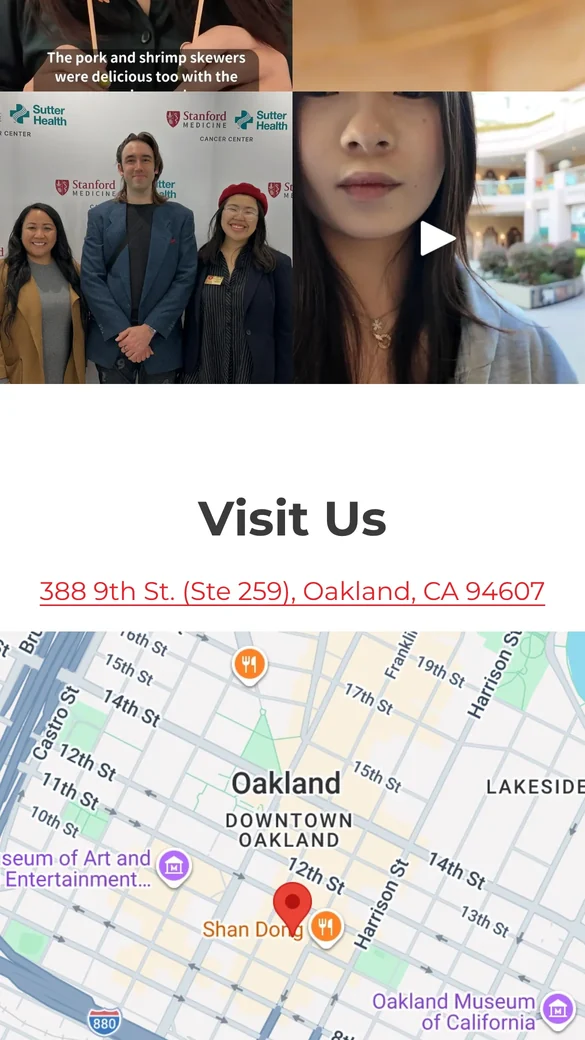 The pork and shrimp skewers
were delicious too with the
Sutter
Health
CENTER
Stanford
MEDICINE
Sutter
Health
CANCER CENTER
Stanford
MEDICINE
Visit Us
388 9th St. (Ste 259), Oakland, CA 94607
16th St
15th St
14th St
Castro St
12th St
11th St
10th St
Franklin
19th St
Harrison St
17th St
Oakland
DOWNTOWN
OAKLAND
15th St
LAKESIDE
seum of Art and
Entertainment...
12th St
14th St
Harrison St
13th St
Shan Dong
Oakland Museum
of California
880